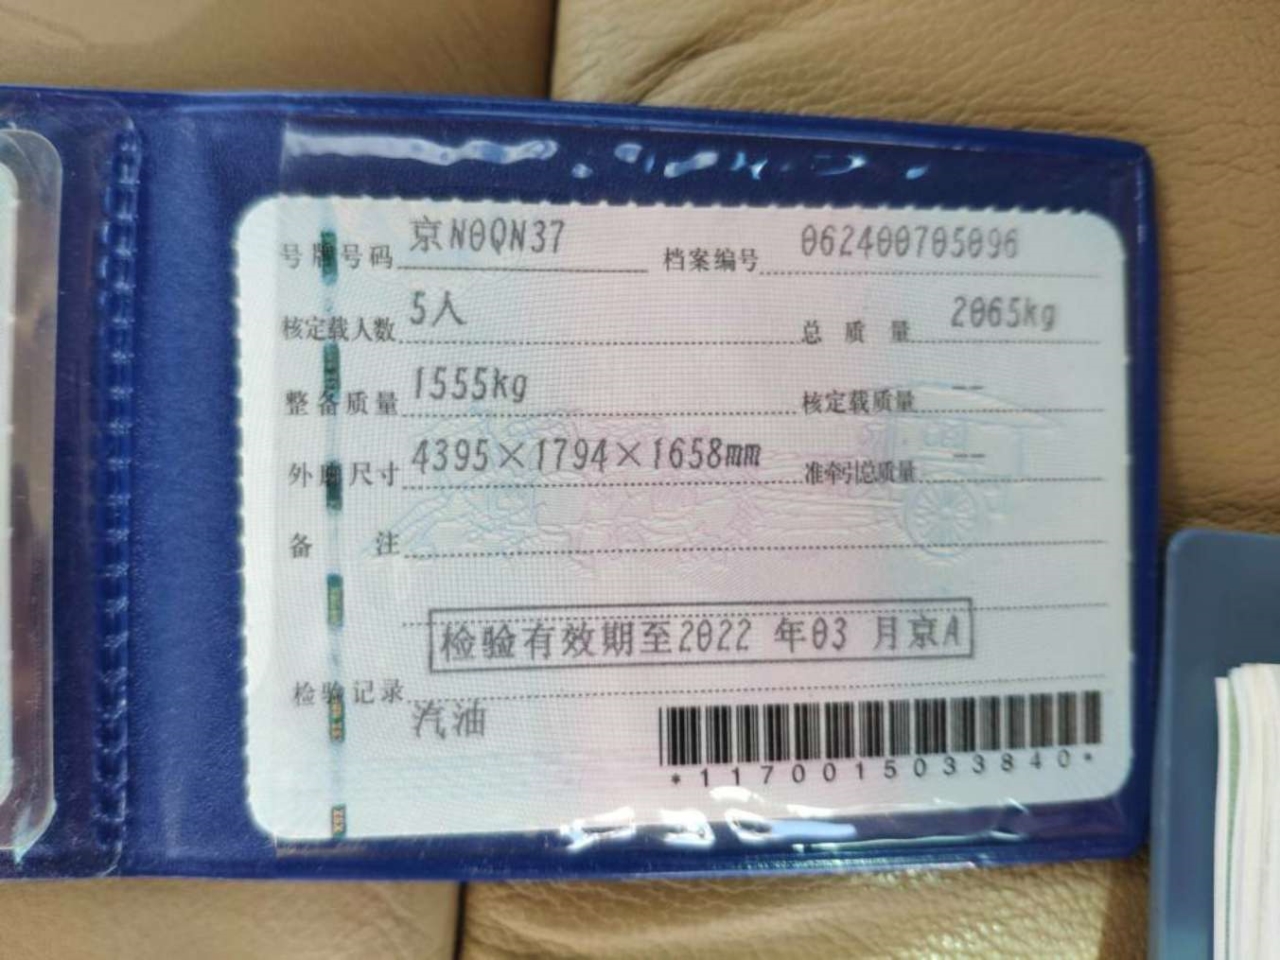 号牌号码 京N0QN37 档案编号 062400705096
核定载人数 5人 总质量 2065kg
整备质量 1555kg 核定载质量 --
外廓尺寸 4395×1794×1658mm 准牵引总质量 --
备注
检验有效期至2022 年03 月京A
检验记录
汽油
*1170015033840*